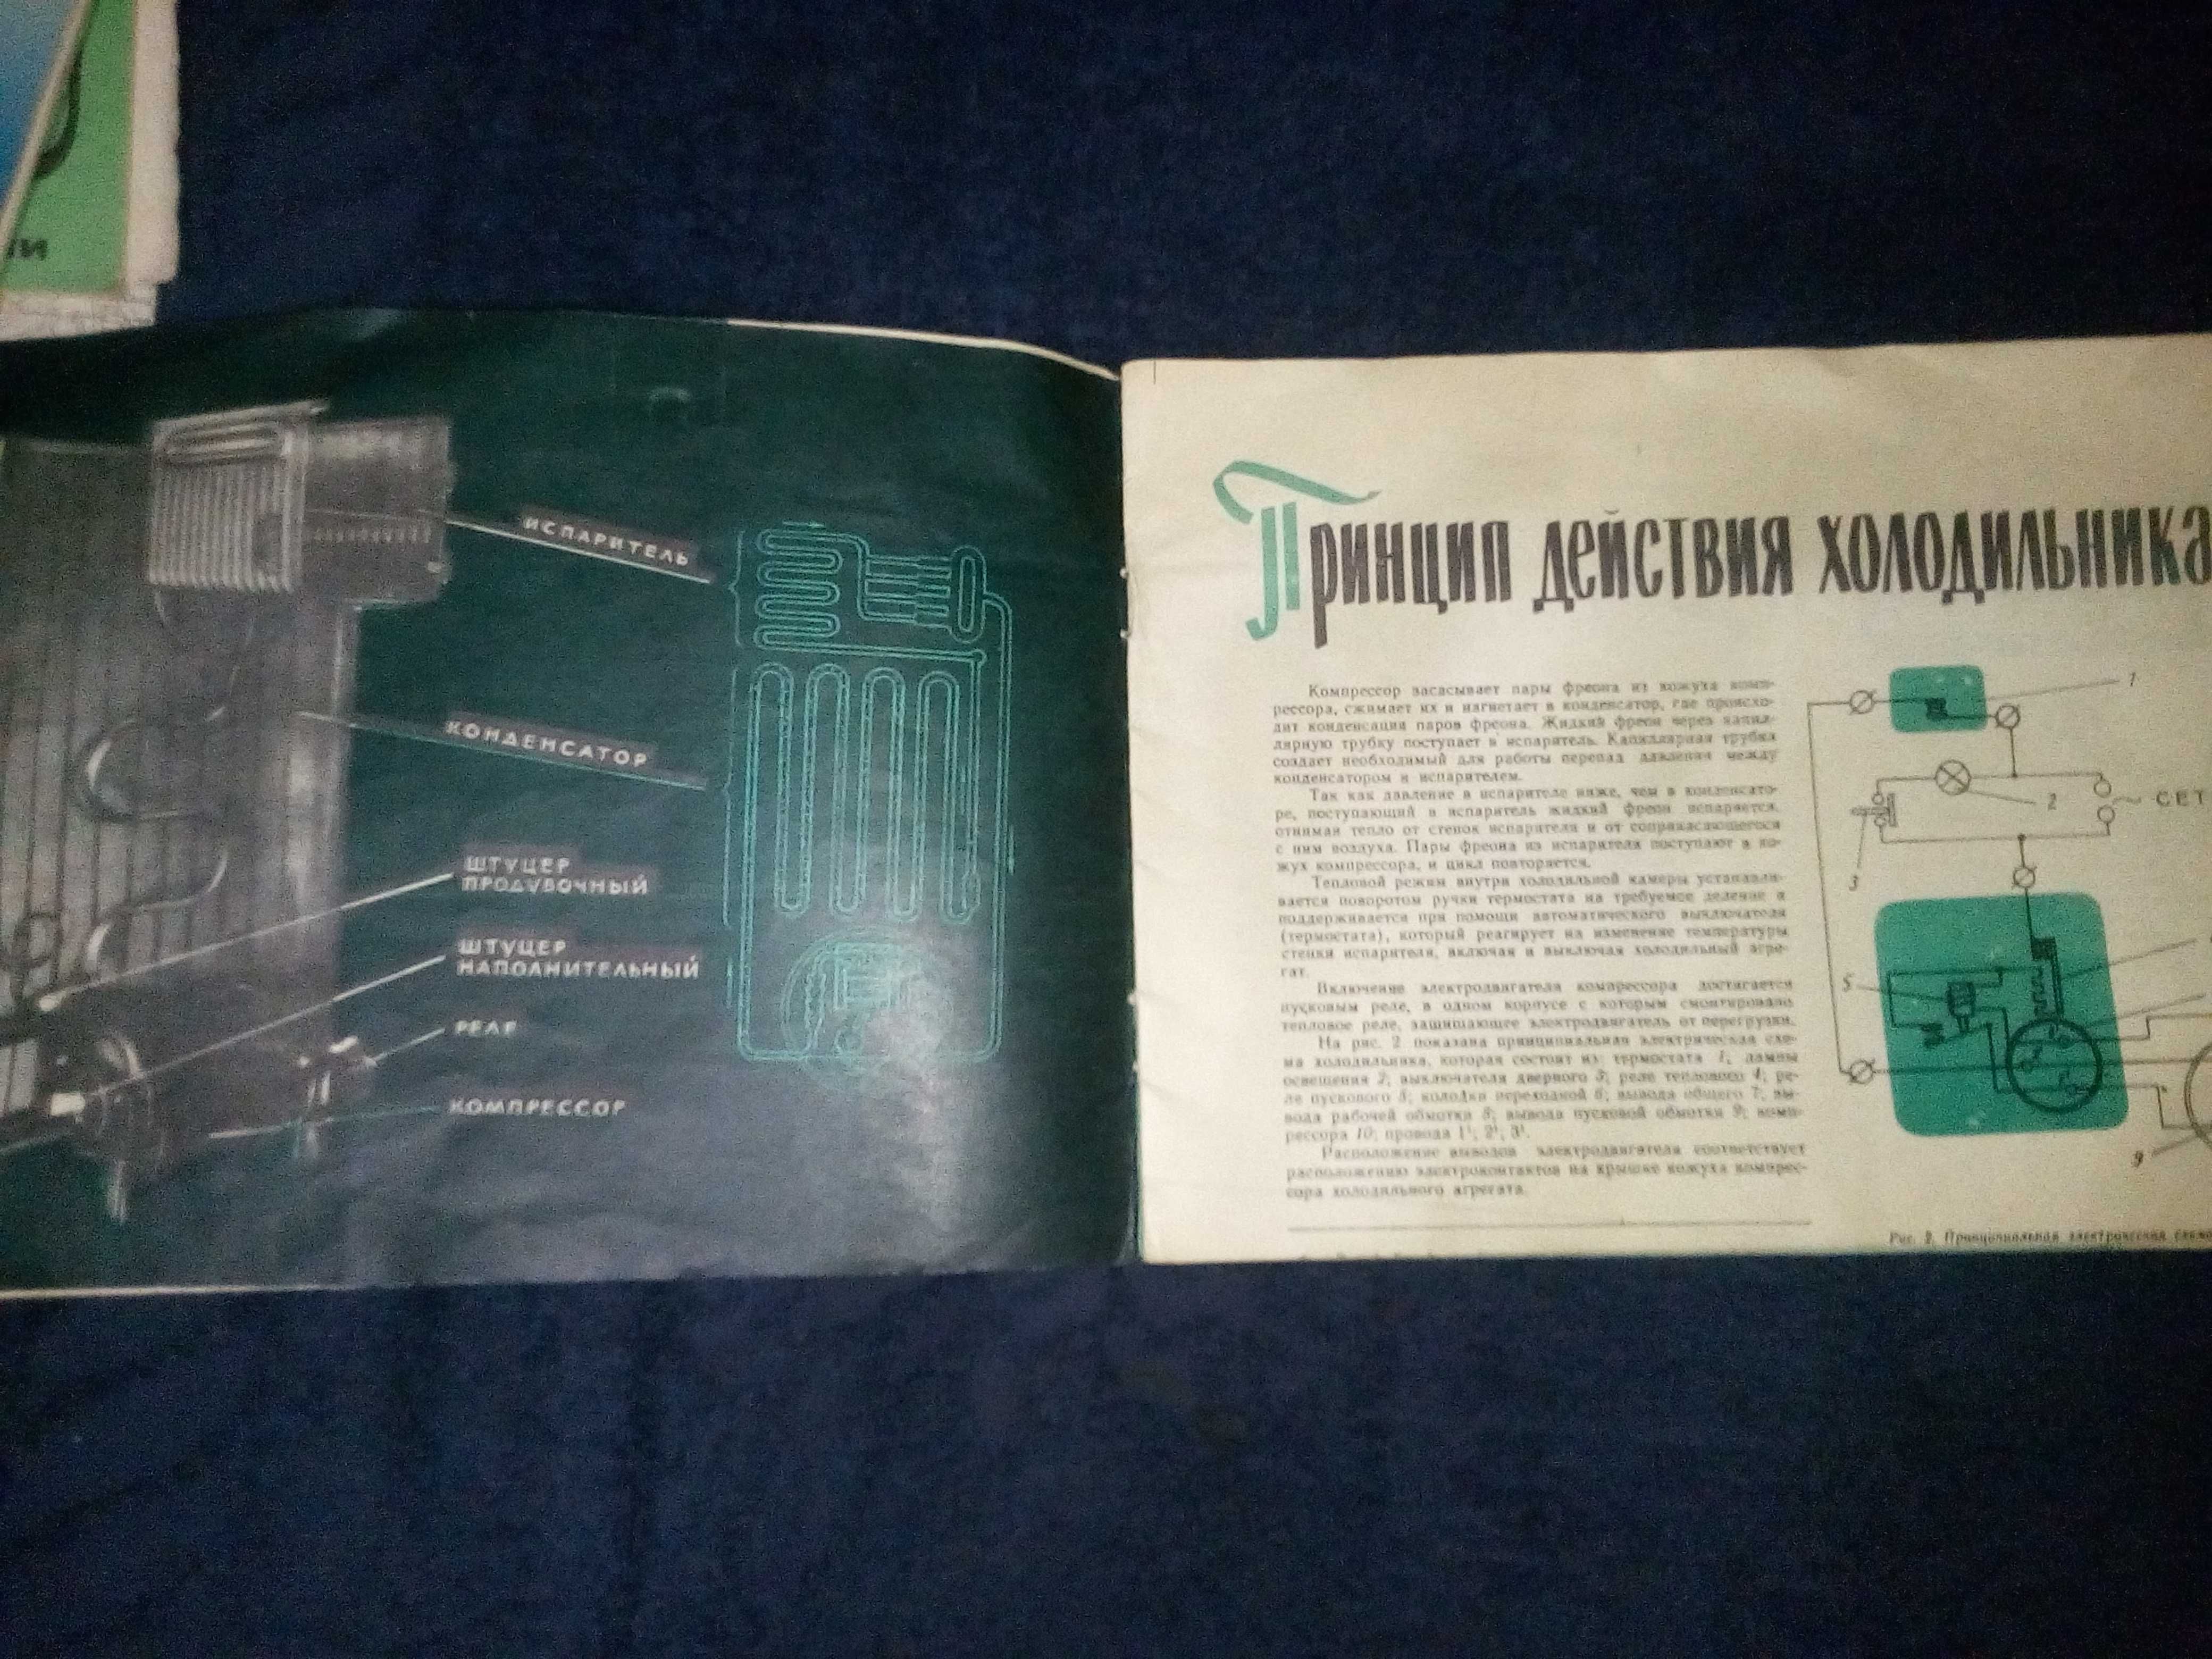 ИСПАРИТЕЛЬ
КОНДЕНСАТОР
ШТУЦЕР
ПРОДУВОЧНЫЙ
ШТУЦЕР
НАПОЛНИТЕЛЬНЫЙ
РЕЛЕ
КОМПРЕССОР
Принцип действия холодильника
Компрессор засасывает пары фреона из кожуха комп-
рессора, сжимает их и нагнетает в конденсатор, где происхо-
дит конденсация паров фреона. Жидкий фреон через капил-
лярную трубку поступает в испаритель. Капиллярная трубка
создает необходимый для работы перепад давления между
конденсатором и испарителем.
Так как давление в испарителе ниже, чем в конденсато-
ре, поступающий в испаритель жидкий фреон испаряется,
отнимая тепло от стенок испарителя и от соприкасающегося
с ним воздуха. Пары фреона из испарителя поступают в ко-
жух компрессора, и цикл повторяется.
Тепловой режим внутри холодильной камеры устанавли-
вается поворотом ручки термостата на требуемое деление и
поддерживается при помощи автоматического выключателя
(термостата), который реагирует на изменение температуры
стенки испарителя, включая и выключая холодильный агре-
гат.
Включение электродвигателя компрессора достигается
пусковым реле, в одном корпусе с которым смонтировано
тепловое реле, защищающее электродвигатель от перегрузки.
На рис. 2 показана принципиальная электрическая схе-
ма холодильника, которая состоит из: термостата 1; лампы
освещения 2; выключателя дверного 3; реле теплового 4; ре-
ле пускового 5; колодки переходной 6; вывода общего 7; вы-
вода рабочей обмотки 8; вывода пусковой обмотки 9; комп-
рессора 10; провода 1¹; 2¹; 3¹.
Расположение выводов электродвигателя соответствует
расположению электроконтактов на крышке кожуха компрес-
сора холодильного агрегата.
1
2
~ СЕТ
3
5
9
Рис. 2. Принципиальная электрическая схема